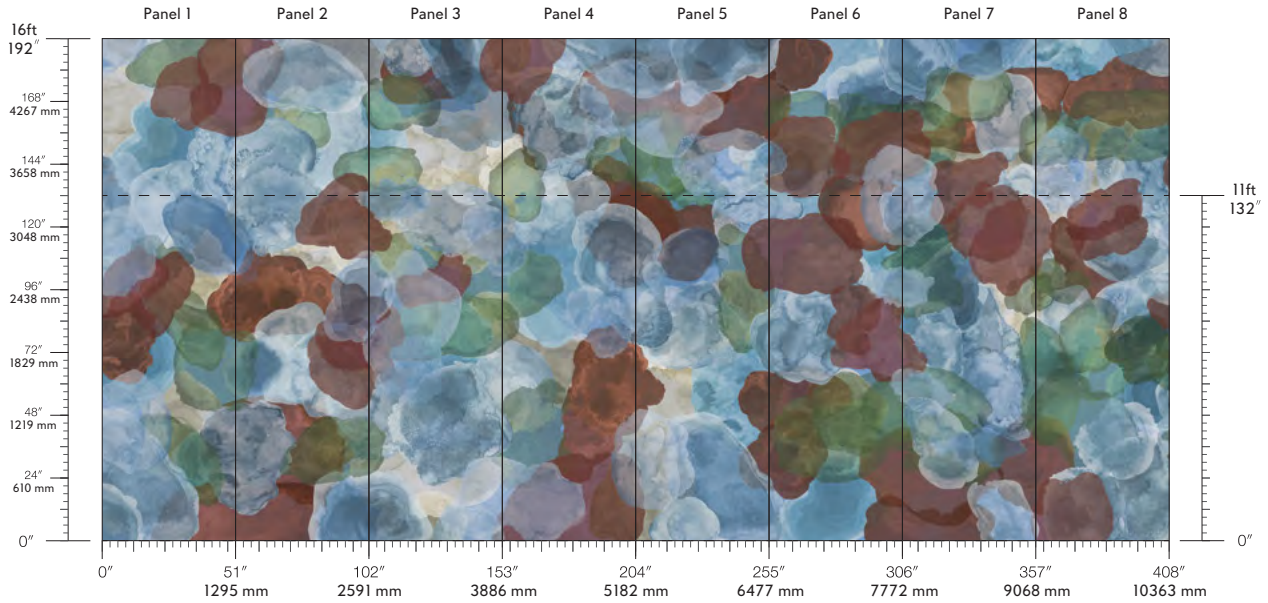 Panel 1 Panel 2 Panel 3 Panel 4 Panel 5 Panel 6 Panel 7 Panel 8
16ft
192"
168"
4267 mm
144"
3658 mm
11ft
132"
120"
3048 mm
96"
2438 mm
72"
1829 mm
48"
1219 mm
24"
610 mm
0" 0"
0" 51" 102" 153" 204" 255" 306" 357" 408"
1295 mm 2591 mm 3886 mm 5182 mm 6477 mm 7772 mm 9068 mm 10363 mm